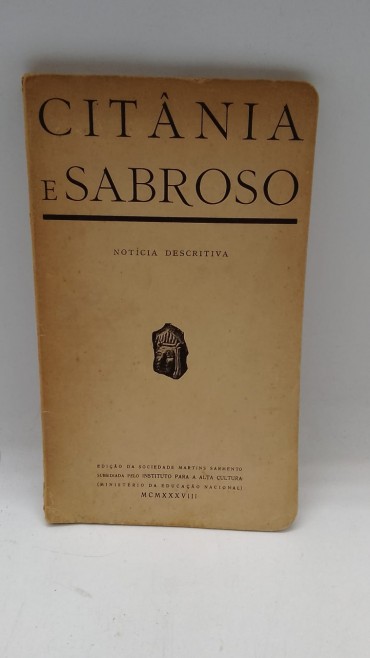 CITÂNIA
E SABROSO
NOTÍCIA DESCRITIVA
EDIÇÃO DA SOCIEDADE MARTINS SARMENTO
SUBSIDIADA PELO INSTITUTO PARA A ALTA CULTURA
(MINISTÉRIO DA EDUCAÇÃO NACIONAL)
MCMXXXVIII